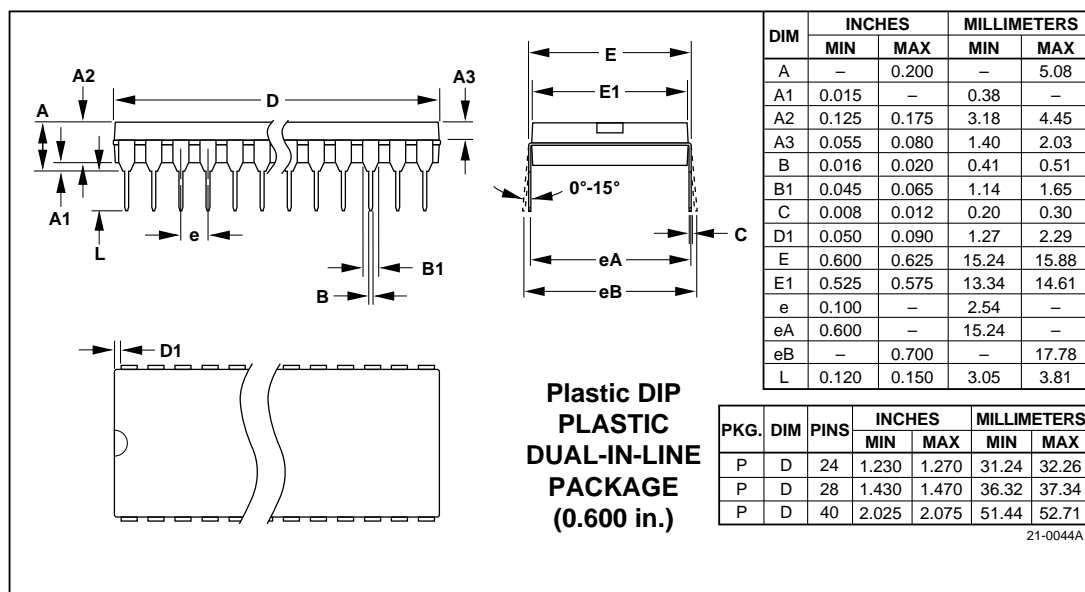 E
E1
0°-15°
C
eA
eB
A2
A3
D
A
A1
L
e
B1
B
D1
Plastic DIP
PLASTIC
DUAL-IN-LINE
PACKAGE
(0.600 in.)
DIM INCHES MILLIMETERS
MIN MAX MIN MAX
A – 0.200 – 5.08
A1 0.015 – 0.38 –
A2 0.125 0.175 3.18 4.45
A3 0.055 0.080 1.40 2.03
B 0.016 0.020 0.41 0.51
B1 0.045 0.065 1.14 1.65
C 0.008 0.012 0.20 0.30
D1 0.050 0.090 1.27 2.29
E 0.600 0.625 15.24 15.88
E1 0.525 0.575 13.34 14.61
e 0.100 – 2.54 –
eA 0.600 – 15.24 –
eB – 0.700 – 17.78
L 0.120 0.150 3.05 3.81
PKG. DIM PINS INCHES MILLIMETERS
MIN MAX MIN MAX
P D 24 1.230 1.270 31.24 32.26
P D 28 1.430 1.470 36.32 37.34
P D 40 2.025 2.075 51.44 52.71
21-0044A